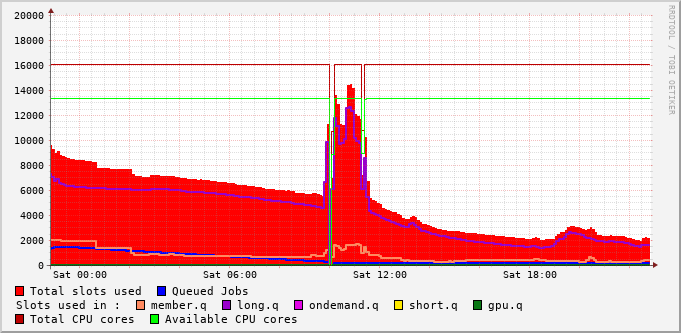 20000
18000
16000
14000
12000
10000
8000
6000
4000
2000
0
Sat 00:00 Sat 06:00 Sat 12:00 Sat 18:00
Total slots used Queued Jobs
Slots used in : member.q long.q ondemand.q short.q gpu.q
Total CPU cores Available CPU cores
RRDTOOL / TOBI OETIKER